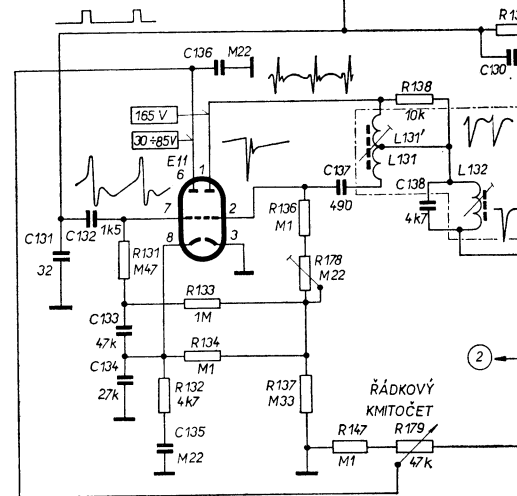 R13
C136
M22
C130
R138
10k
165 V
30÷85V
L131'
E11
6
1
L131
C137
490
L132
C138
4k7
7
2
R136
M1
C131
32
C132
1k5
8
3
R131
M47
R178
M22
R133
1M
C133
47k
R134
M1
C134
27k
2
R132
4k7
R137
M33
ŘÁDKOVÝ
KMITOČET
C135
M22
R147
M1
R179
47k